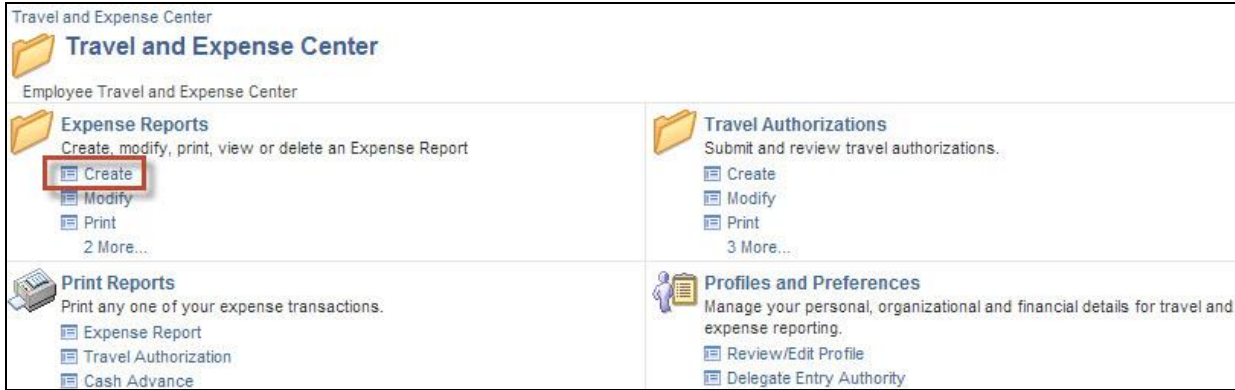 Travel and Expense Center
Travel and Expense Center
Employee Travel and Expense Center
Expense Reports
Create, modify, print, view or delete an Expense Report
Create
Modify
Print
2 More...
Travel Authorizations
Submit and review travel authorizations.
Create
Modify
Print
3 More...
Print Reports
Print any one of your expense transactions.
Expense Report
Travel Authorization
Cash Advance
Profiles and Preferences
Manage your personal, organizational and financial details for travel and
expense reporting.
Review/Edit Profile
Delegate Entry Authority